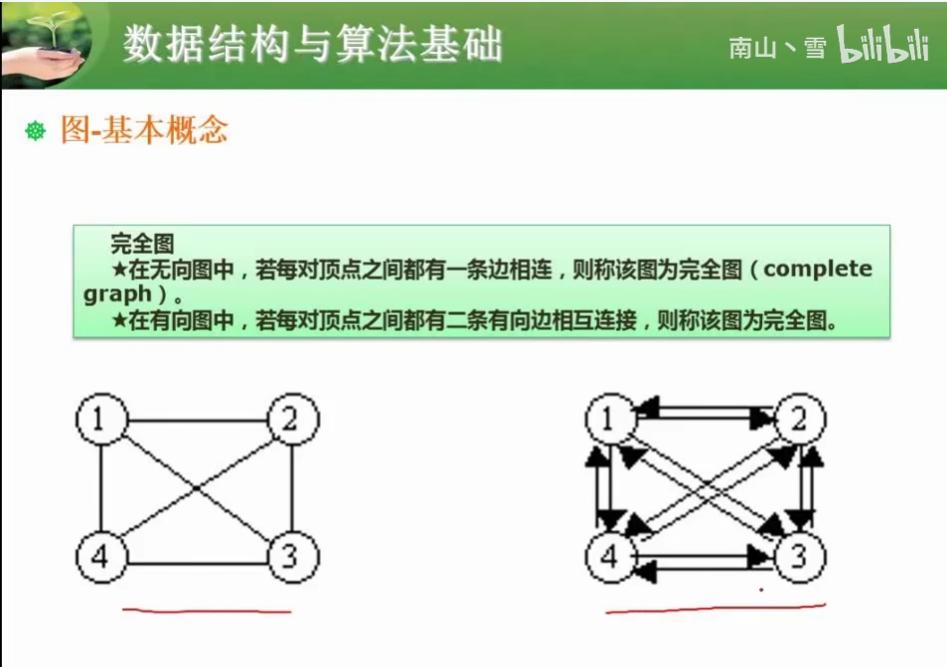 数据结构与算法基础
南山丶雪 bilibili
图-基本概念
完全图
★在无向图中，若每对顶点之间都有一条边相连，则称该图为完全图（complete
graph）。
★在有向图中，若每对顶点之间都有二条有向边相互连接，则称该图为完全图。
1 2 1 2
4 3 4 3